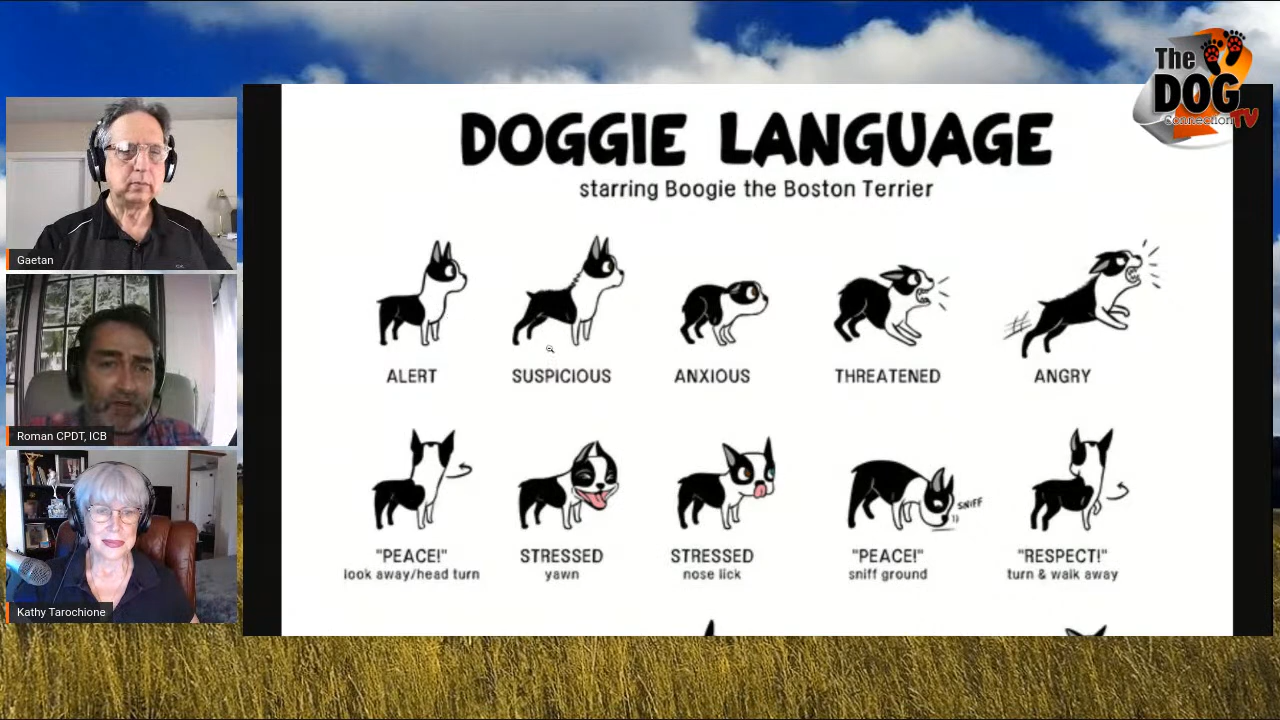 The
DOG
Connection TV
Gaetan
Roman CPDT, ICB
Kathy Tarochione
DOGGIE LANGUAGE
starring Boogie the Boston Terrier
ALERT
SUSPICIOUS
ANXIOUS
THREATENED
ANGRY
SNIFF
"PEACE!"
look away/head turn
STRESSED
yawn
STRESSED
nose lick
"PEACE!"
sniff ground
"RESPECT!"
turn & walk away